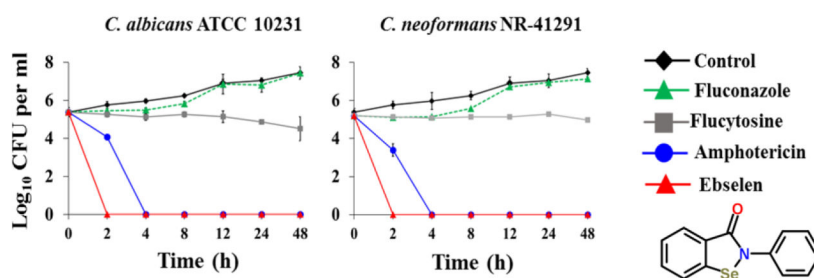 C. albicans ATCC 10231
C. neoformans NR-41291
Log10 CFU per ml
8
6
4
2
0
0 2 4 8 12 24 48
Time (h)
8
6
4
2
0
0 2 4 8 12 24 48
Time (h)
Control
Fluconazole
Flucytosine
Amphotericin
Ebselen
O
N
Se